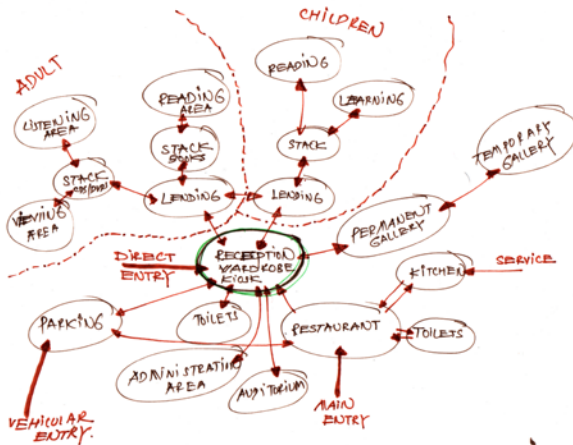 CHILDREN
ADULT
READING
LEARNING
READING
AREA
LISTENING
AREA
STACK
BOOKS
STACK
TEMPORARY
GALLERY
STACK
CDS/DVDS
LENDING
LENDING
VIEWING
AREA
PERMANENT
GALLERY
DIRECT
ENTRY
RECEPTION
WARDROBE
KIOSK
KITCHEN
SERVICE
PARKING
TOILETS
RESTAURANT
TOILETS
ADMINISTRATION
AREA
AUDITORIUM
MAIN
ENTRY
VEHICULAR
ENTRY.